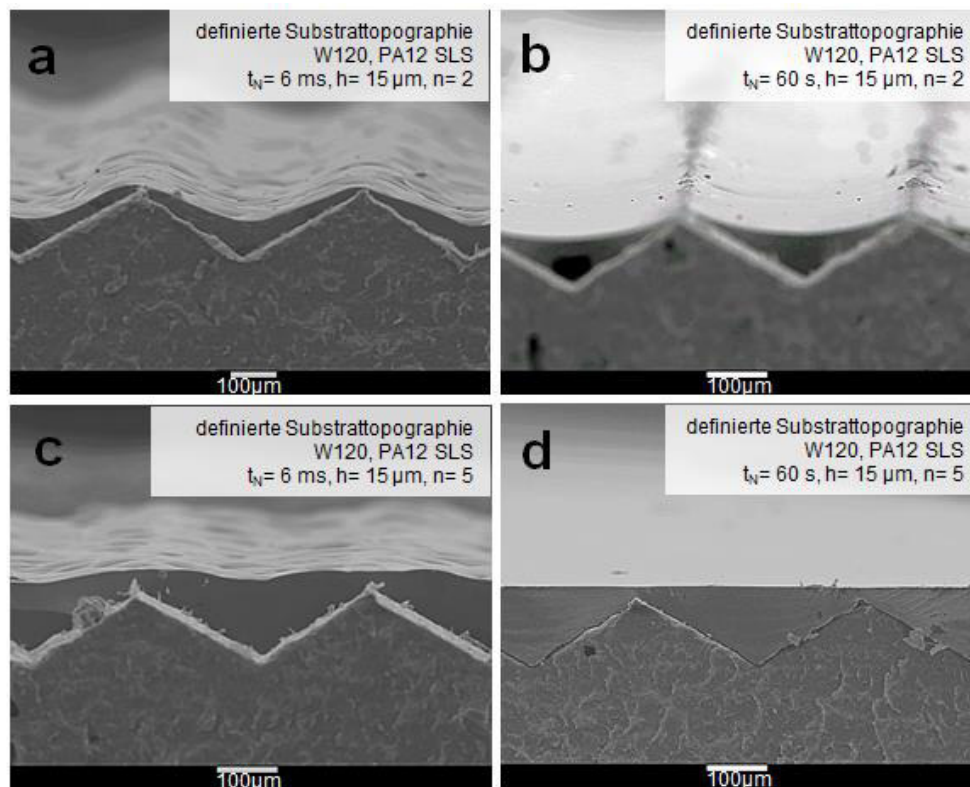 a
definierte Substrattopographie
W120, PA12 SLS
t_N= 6 ms, h= 15 µm, n= 2
100µm
b
definierte Substrattopographie
W120, PA12 SLS
t_N= 60 s, h= 15 µm, n= 2
100µm
c
definierte Substrattopographie
W120, PA12 SLS
t_N= 6 ms, h= 15 µm, n= 5
100µm
d
definierte Substrattopographie
W120, PA12 SLS
t_N= 60 s, h= 15 µm, n= 5
100µm